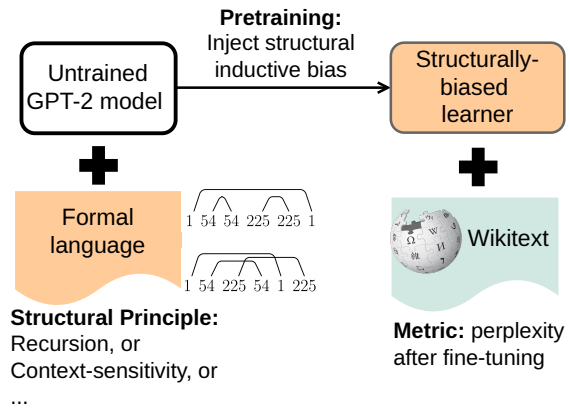 Pretraining:
Inject structural
inductive bias
Untrained
GPT-2 model
Structurally-
biased
learner
Formal
language
1 54 54 225 225 1
1 54 225 54 1 225
Wikitext
Structural Principle:
Recursion, or
Context-sensitivity, or
...
Metric: perplexity
after fine-tuning